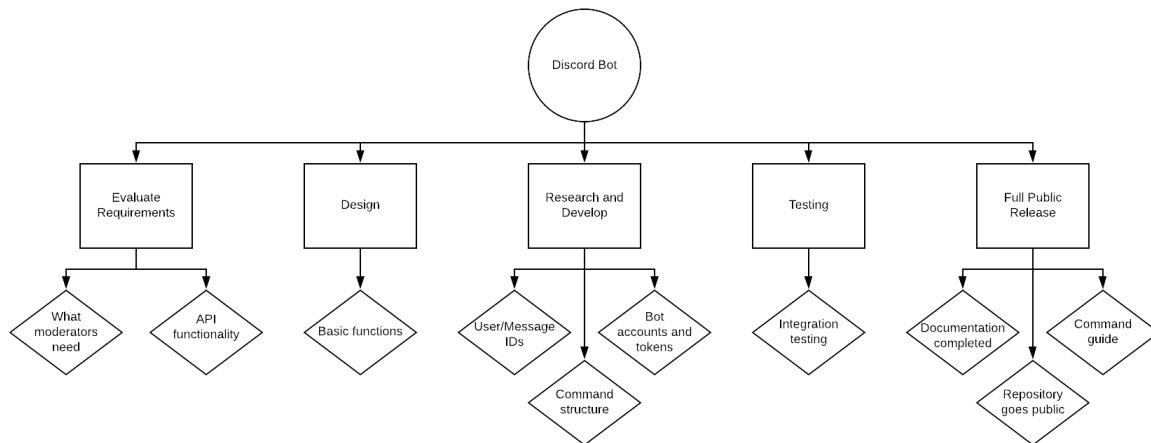 Discord Bot
Evaluate
Requirements
Design
Research and
Develop
Testing
Full Public
Release
What
moderators
need
API
functionality
Basic functions
User/Message
IDs
Bot
accounts and
tokens
Integration
testing
Documentation
completed
Command
guide
Command
structure
Repository
goes public